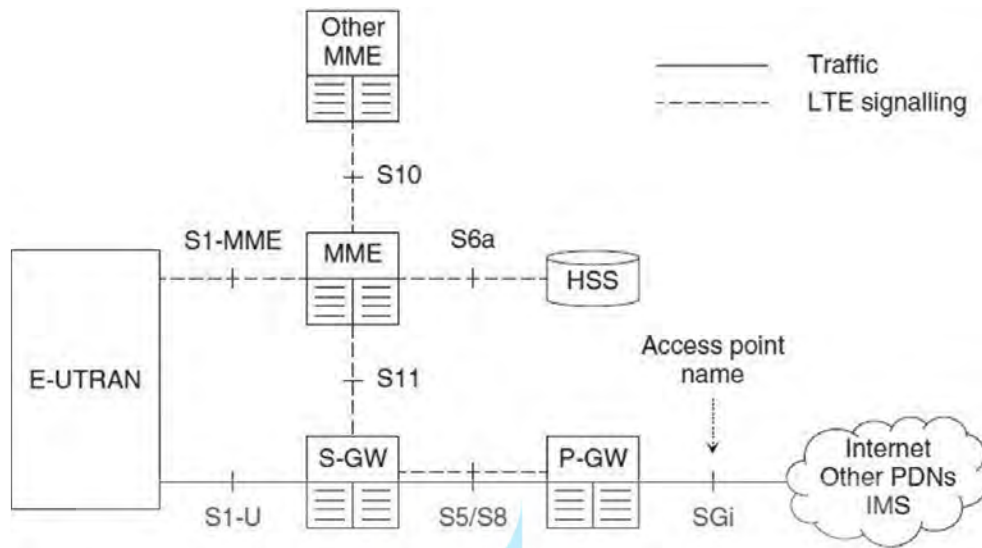 Other
MME
Traffic
LTE signalling
S10
S1-MME
MME
S6a
HSS
E-UTRAN
S11
Access point
name
S-GW
P-GW
Internet
Other PDNs
IMS
S1-U
S5/S8
SGi